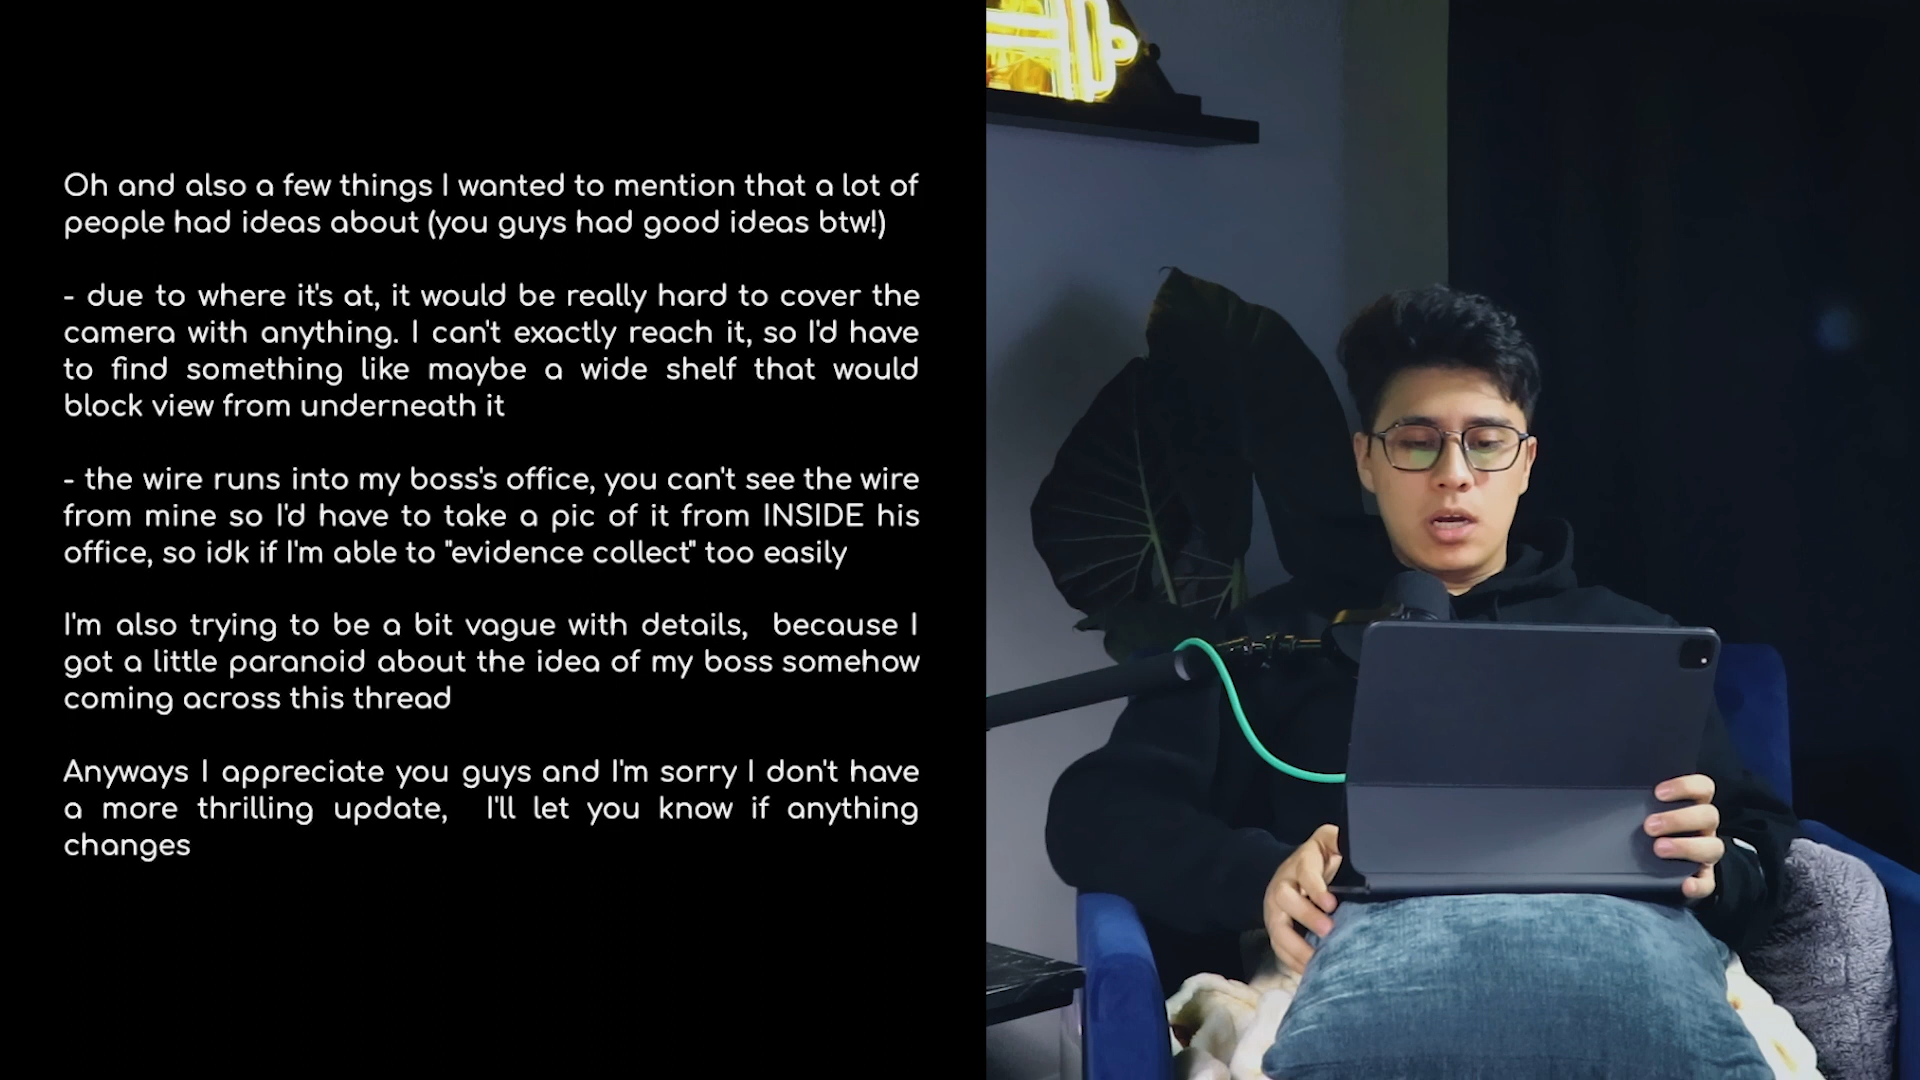 Oh and also a few things I wanted to mention that a lot of
people had ideas about (you guys had good ideas btw!)
- due to where it's at, it would be really hard to cover the
camera with anything. I can't exactly reach it, so I'd have
to find something like maybe a wide shelf that would
block view from underneath it
- the wire runs into my boss's office, you can't see the wire
from mine so I'd have to take a pic of it from INSIDE his
office, so idk if I'm able to "evidence collect" too easily
I'm also trying to be a bit vague with details, because I
got a little paranoid about the idea of my boss somehow
coming across this thread
Anyways I appreciate you guys and I'm sorry I don't have
a more thrilling update, I'll let you know if anything
changes